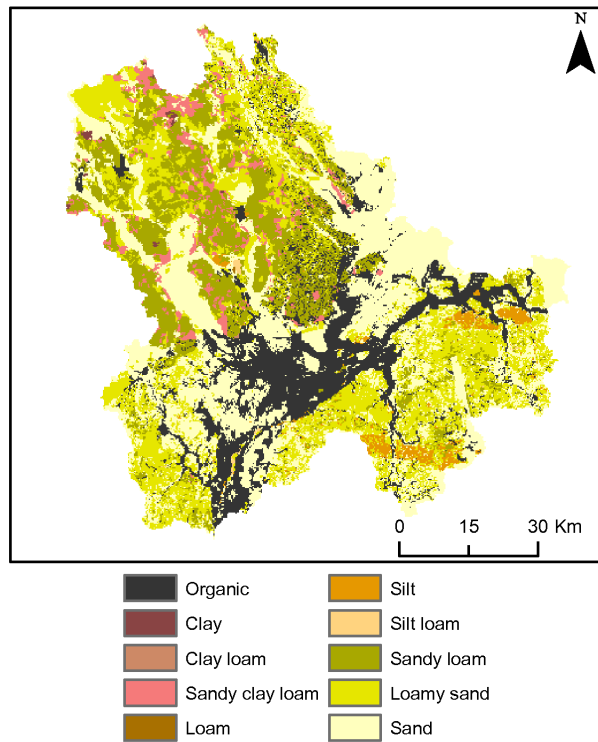 N
0 15 30 Km
Organic
Clay
Clay loam
Sandy clay loam
Loam
Silt
Silt loam
Sandy loam
Loamy sand
Sand